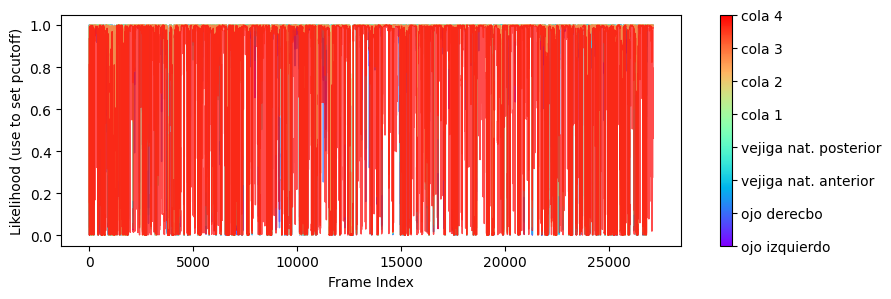 Likelihood (use to set pcutoff)
1.0
0.8
0.6
0.4
0.2
0.0
0
5000
10000
15000
20000
25000
Frame Index
cola 4
cola 3
cola 2
cola 1
vejiga nat. posterior
vejiga nat. anterior
ojo derecbo
ojo izquierdo